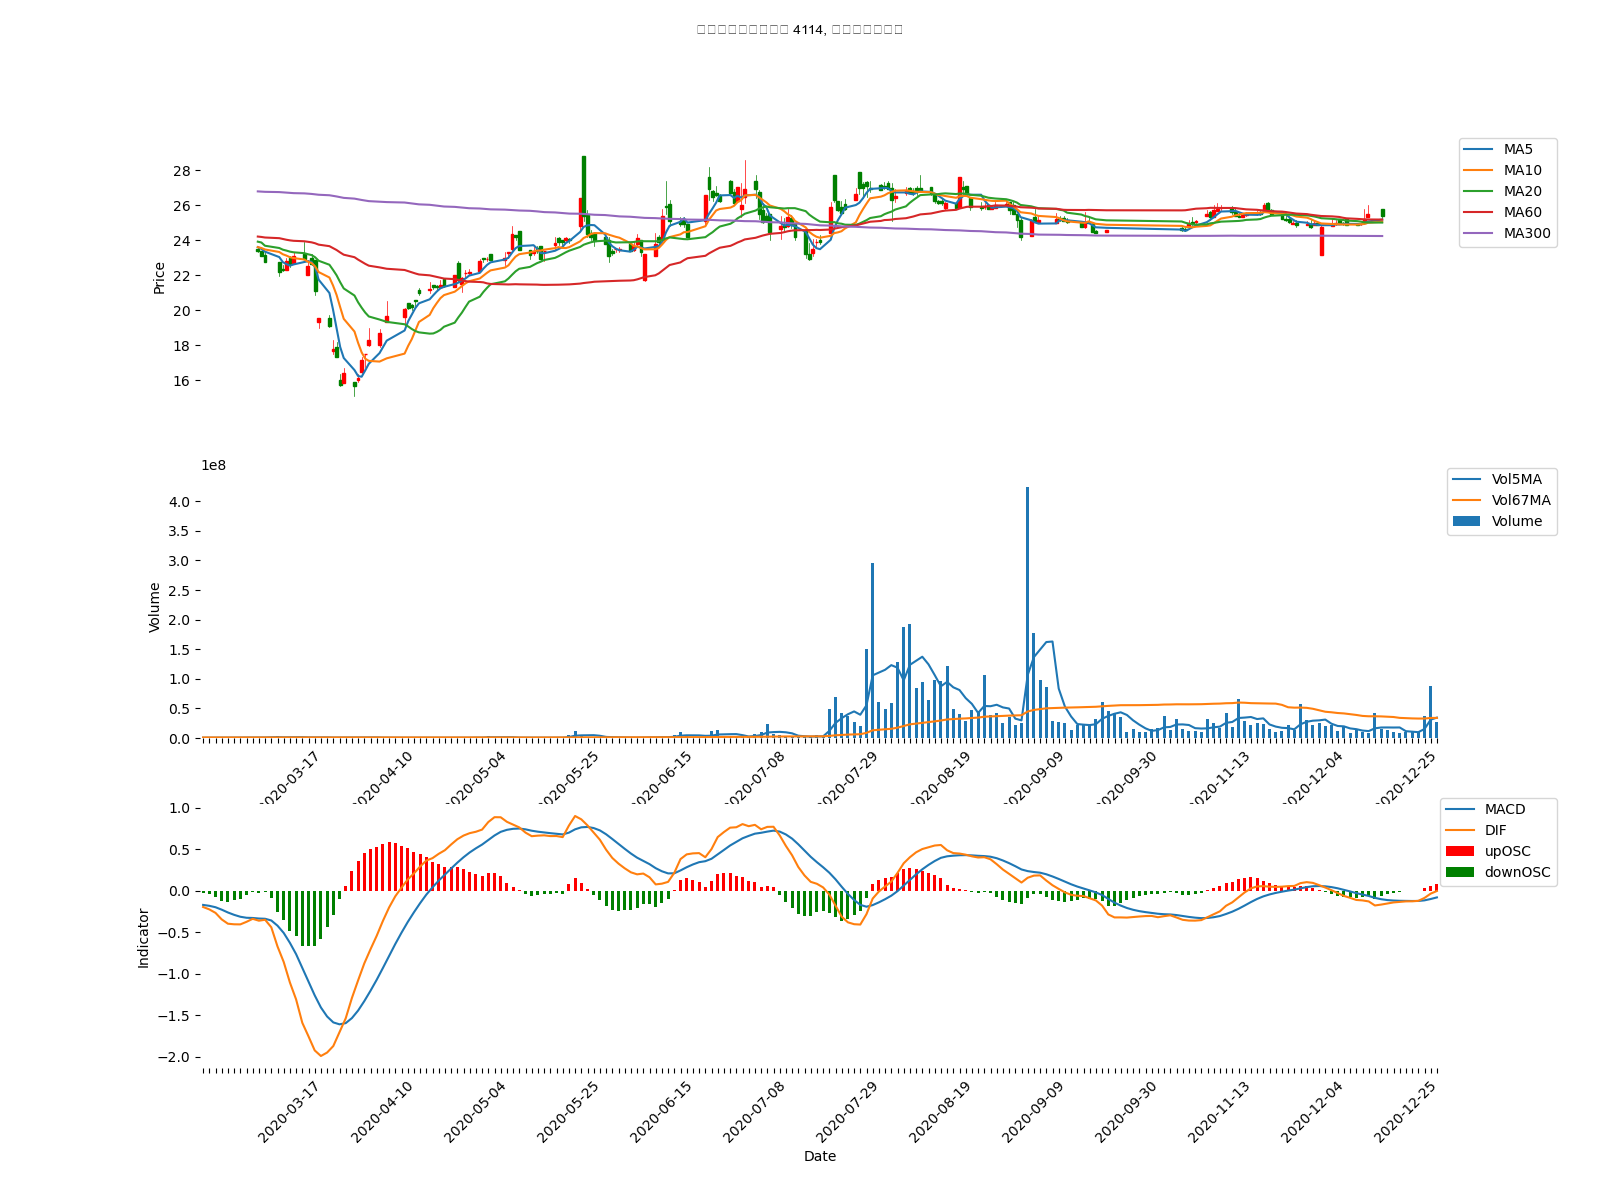 4114,
MA5
MA10
MA20
MA60
MA300
28
26
24
22
20
18
16
Price
1e8
Vol5MA
Vol67MA
Volume
4.0
3.5
3.0
2.5
2.0
1.5
1.0
0.5
0.0
Volume
2020-03-17 2020-04-10 2020-05-04 2020-05-25 2020-06-15 2020-07-08 2020-07-29 2020-08-19 2020-09-09 2020-09-30 2020-11-13 2020-12-04 2020-12-25
MACD
DIF
upOSC
downOSC
1.0
0.5
0.0
−0.5
−1.0
−1.5
−2.0
Indicator
2020-03-17 2020-04-10 2020-05-04 2020-05-25 2020-06-15 2020-07-08 2020-07-29 2020-08-19 2020-09-09 2020-09-30 2020-11-13 2020-12-04 2020-12-25
Date